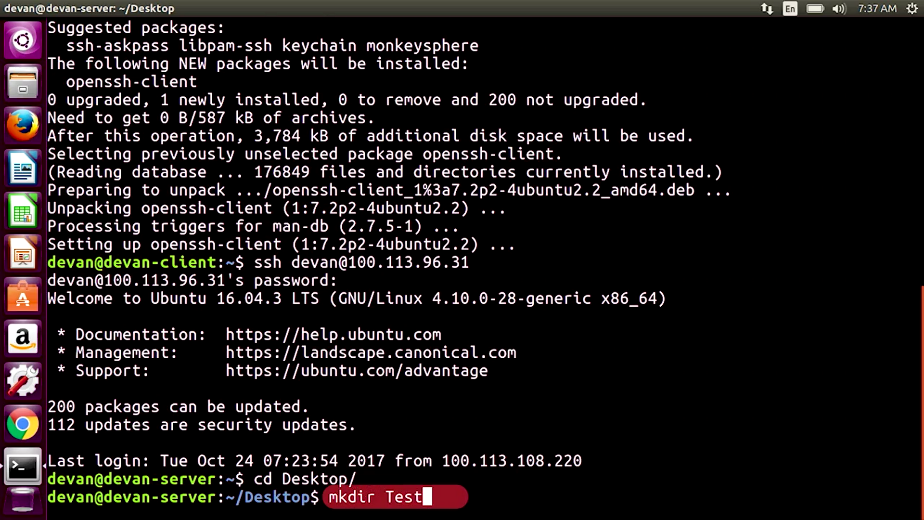 devan@devan-server: ~/Desktop
En
7:37 AM
Suggested packages:
  ssh-askpass libpam-ssh keychain monkeysphere
The following NEW packages will be installed:
  openssh-client
0 upgraded, 1 newly installed, 0 to remove and 200 not upgraded.
Need to get 0 B/587 kB of archives.
After this operation, 3,784 kB of additional disk space will be used.
Selecting previously unselected package openssh-client.
(Reading database ... 176849 files and directories currently installed.)
Preparing to unpack .../openssh-client_1%3a7.2p2-4ubuntu2.2_amd64.deb ...
Unpacking openssh-client (1:7.2p2-4ubuntu2.2) ...
Processing triggers for man-db (2.7.5-1) ...
Setting up openssh-client (1:7.2p2-4ubuntu2.2) ...
devan@devan-client:~$ ssh devan@100.113.96.31
devan@100.113.96.31's password:
Welcome to Ubuntu 16.04.3 LTS (GNU/Linux 4.10.0-28-generic x86_64)
 * Documentation:  https://help.ubuntu.com
 * Management:     https://landscape.canonical.com
 * Support:        https://ubuntu.com/advantage
200 packages can be updated.
112 updates are security updates.
Last login: Tue Oct 24 07:23:54 2017 from 100.113.108.220
devan@devan-server:~$ cd Desktop/
devan@devan-server:~/Desktop$ mkdir Test